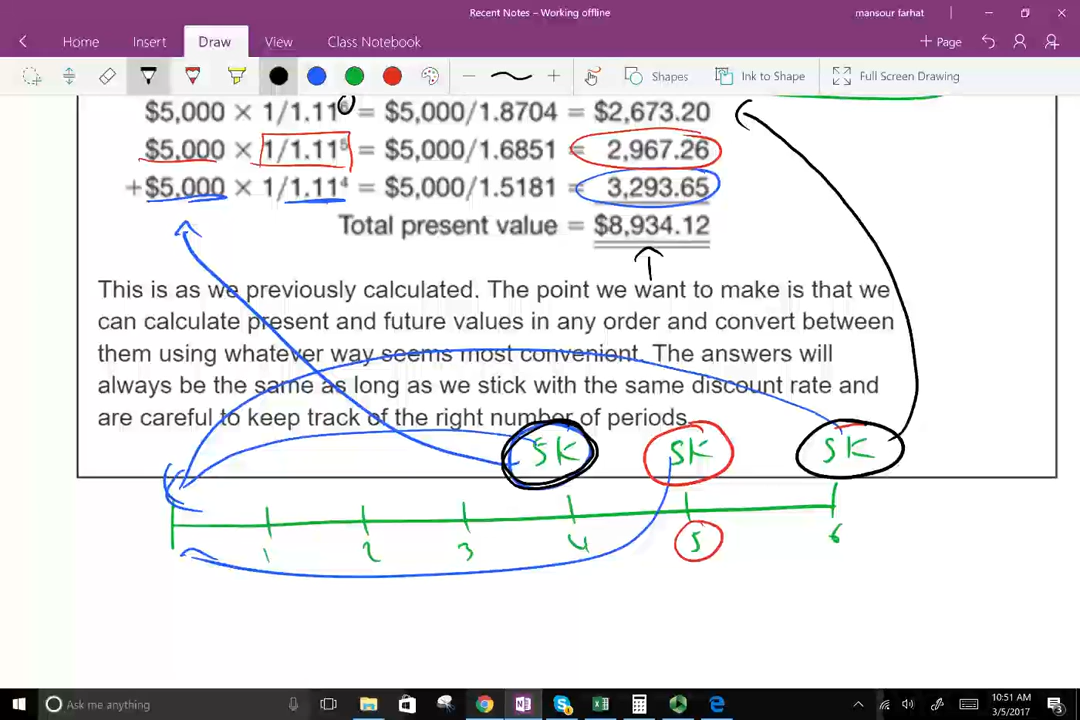 Recent Notes – Working offline
mansour farhat
Home Insert Draw View Class Notebook
Page
Shapes Ink to Shape Full Screen Drawing
$5,000 × 1/1.11⁶ = $5,000/1.8704 = $2,673.20
$5,000 × 1/1.11⁵ = $5,000/1.6851 = 2,967.26
+$5,000 × 1/1.11⁴ = $5,000/1.5181 = 3,293.65
Total present value = $8,934.12
This is as we previously calculated. The point we want to make is that we
can calculate present and future values in any order and convert between
them using whatever way seems most convenient. The answers will
always be the same as long as we stick with the same discount rate and
are careful to keep track of the right number of periods.
5K 5K 5K
1 2 3 4 5 6
Ask me anything
10:51 AM
3/5/2017
3